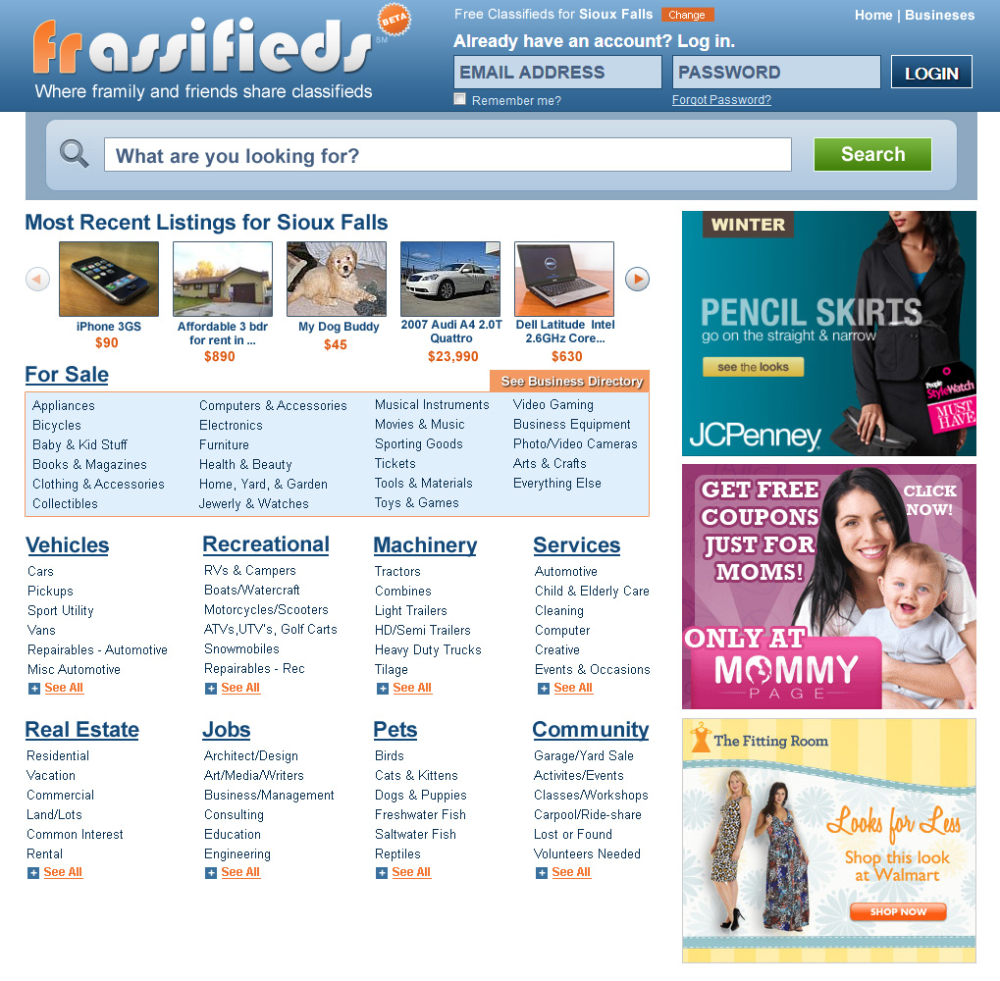 frassifieds
BETA
SM
Where framily and friends share classifieds
Free Classifieds for Sioux Falls Change
Home | Busineses
Already have an account? Log in.
EMAIL ADDRESS PASSWORD LOGIN
Remember me? Forgot Password?
What are you looking for? Search
Most Recent Listings for Sioux Falls
iPhone 3GS
$90
Affordable 3 bdr
for rent in ...
$890
My Dog Buddy
$45
2007 Audi A4 2.0T
Quattro
$23,990
DELL
Dell Latitude Intel
2.6GHz Core...
$630
For Sale
See Business Directory
Appliances
Bicycles
Baby & Kid Stuff
Books & Magazines
Clothing & Accessories
Collectibles
Computers & Accessories
Electronics
Furniture
Health & Beauty
Home, Yard, & Garden
Jewerly & Watches
Musical Instruments
Movies & Music
Sporting Goods
Tickets
Tools & Materials
Toys & Games
Video Gaming
Business Equipment
Photo/Video Cameras
Arts & Crafts
Everything Else
Vehicles
Cars
Pickups
Sport Utility
Vans
Repairables - Automotive
Misc Automotive
See All
Recreational
RVs & Campers
Boats/Watercraft
Motorcycles/Scooters
ATVs,UTV's, Golf Carts
Snowmobiles
Repairables - Rec
See All
Machinery
Tractors
Combines
Light Trailers
HD/Semi Trailers
Heavy Duty Trucks
Tilage
See All
Services
Automotive
Child & Elderly Care
Cleaning
Computer
Creative
Events & Occasions
See All
Real Estate
Residential
Vacation
Commercial
Land/Lots
Common Interest
Rental
See All
Jobs
Architect/Design
Art/Media/Writers
Business/Management
Consulting
Education
Engineering
See All
Pets
Birds
Cats & Kittens
Dogs & Puppies
Freshwater Fish
Saltwater Fish
Reptiles
See All
Community
Garage/Yard Sale
Activites/Events
Classes/Workshops
Carpool/Ride-share
Lost or Found
Volunteers Needed
See All
WINTER
PENCIL SKIRTS
go on the straight & narrow
see the looks
People
StyleWatch
MUST
HAVE
JCPenney
GET FREE
COUPONS
JUST FOR
MOMS!
CLICK
NOW!
ONLY AT
MOMMY
PAGE
The Fitting Room
Looks for Less
Shop this look
at Walmart
SHOP NOW